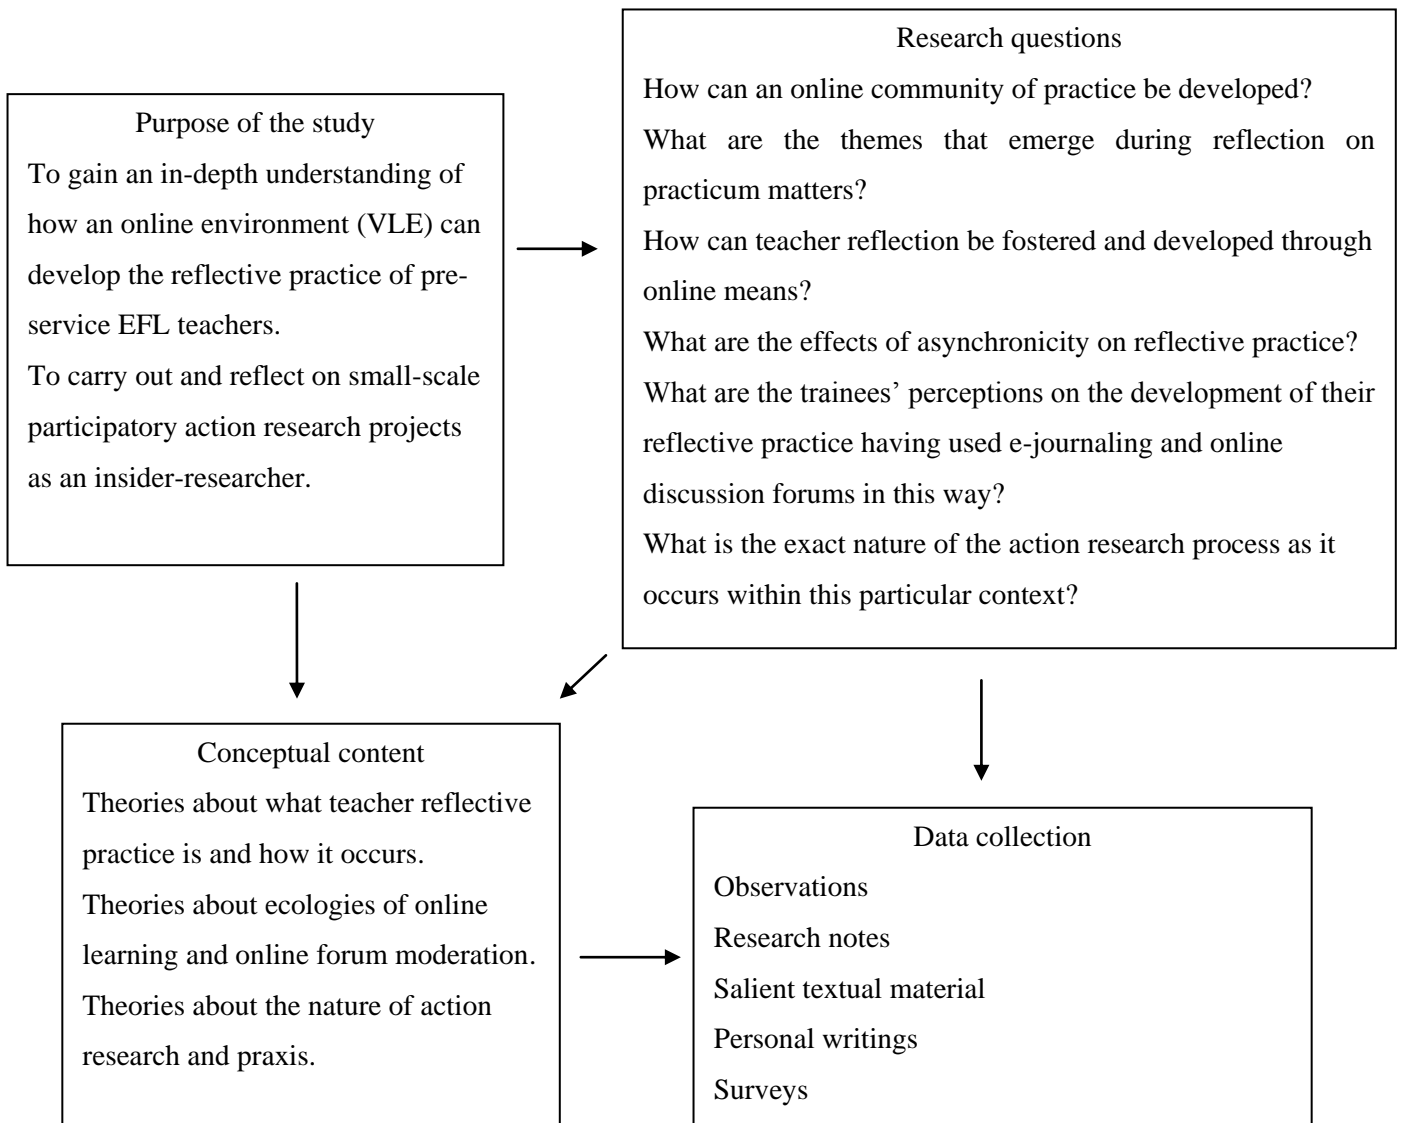 Purpose of the study
To gain an in-depth understanding of
how an online environment (VLE) can
develop the reflective practice of pre-
service EFL teachers.
To carry out and reflect on small-scale
participatory action research projects
as an insider-researcher.
Research questions
How can an online community of practice be developed?
What are the themes that emerge during reflection on
practicum matters?
How can teacher reflection be fostered and developed through
online means?
What are the effects of asynchronicity on reflective practice?
What are the trainees’ perceptions on the development of their
reflective practice having used e-journaling and online
discussion forums in this way?
What is the exact nature of the action research process as it
occurs within this particular context?
Conceptual content
Theories about what teacher reflective
practice is and how it occurs.
Theories about ecologies of online
learning and online forum moderation.
Theories about the nature of action
research and praxis.
Data collection
Observations
Research notes
Salient textual material
Personal writings
Surveys